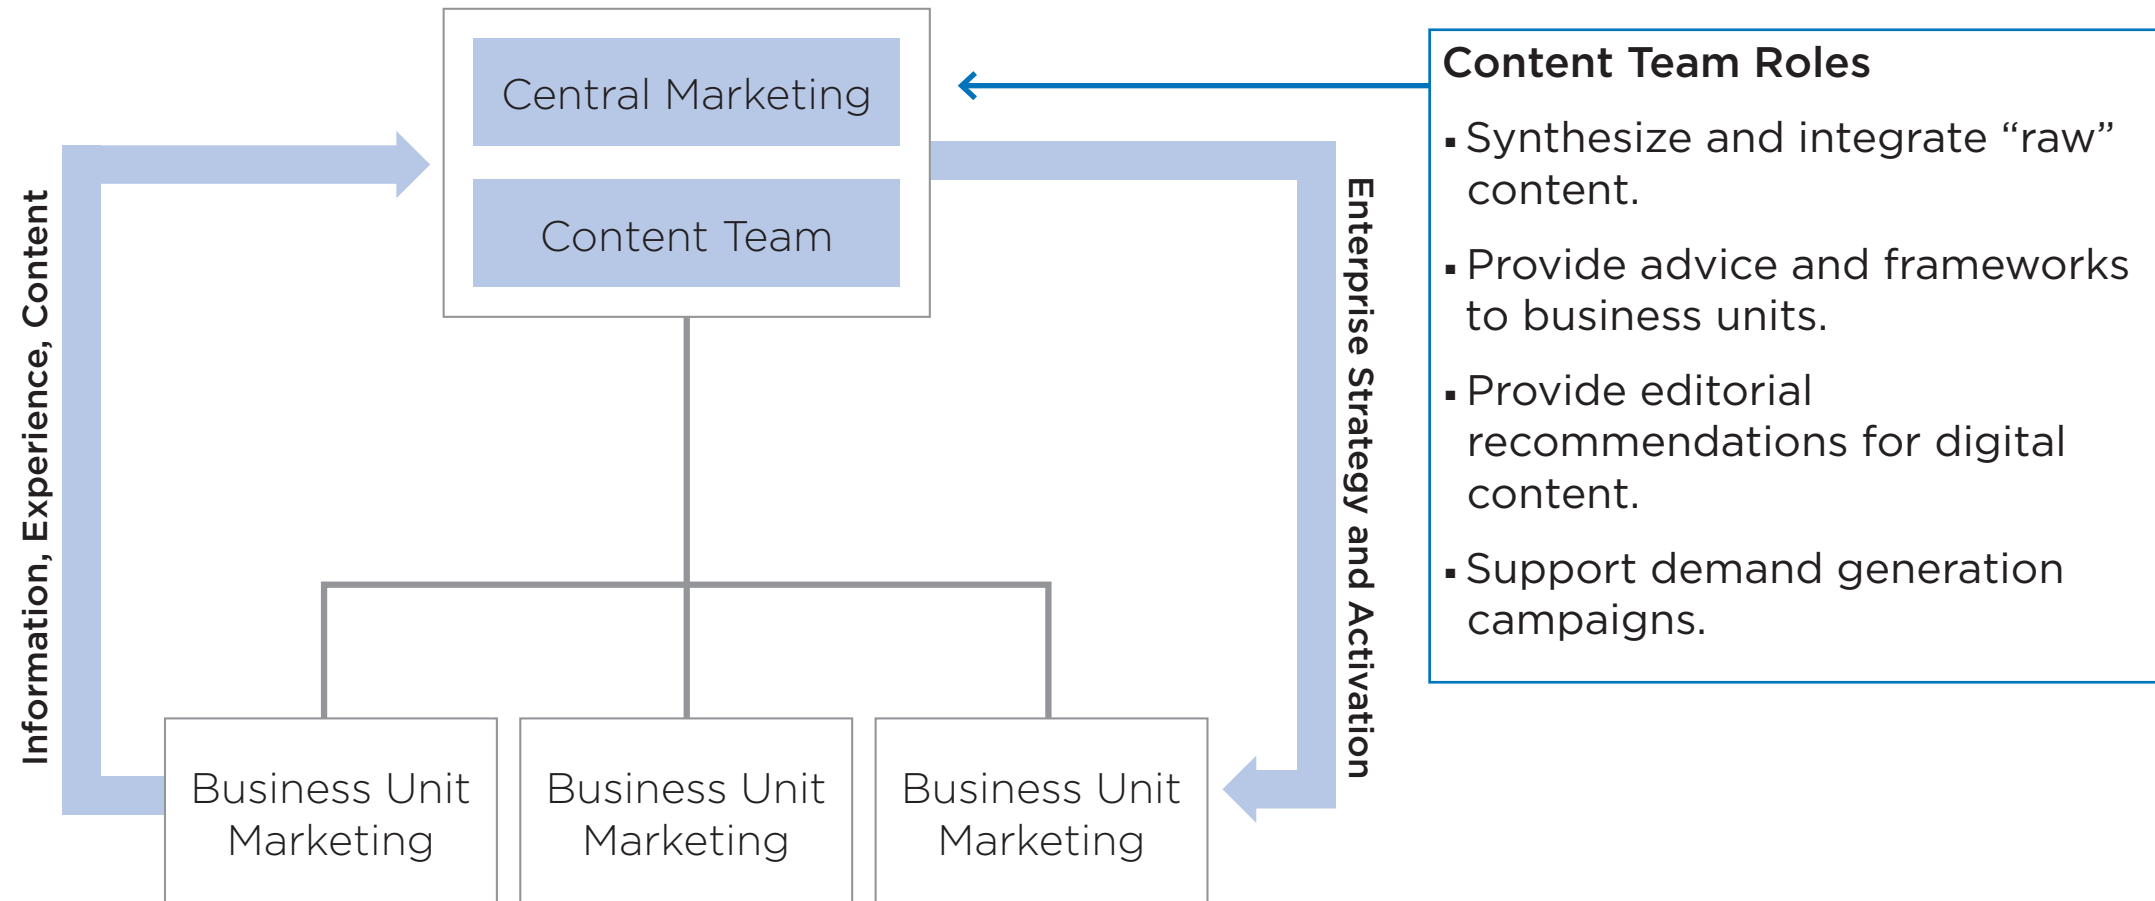 Central Marketing
Content Team
Information, Experience, Content
Enterprise Strategy and Activation
Business Unit
Marketing
Business Unit
Marketing
Business Unit
Marketing
Content Team Roles
▪ Synthesize and integrate “raw”
content.
▪ Provide advice and frameworks
to business units.
▪ Provide editorial
recommendations for digital
content.
▪ Support demand generation
campaigns.